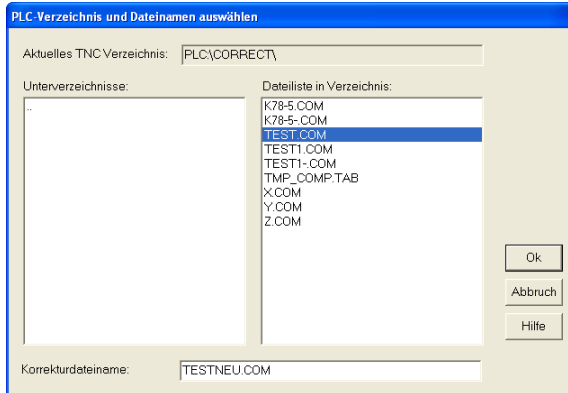 PLC-Verzeichnis und Dateinamen auswählen
Aktuelles TNC Verzeichnis: PLC:\CORRECT\
Unterverzeichnisse:
..
Dateiliste in Verzeichnis:
K78-5.COM
K78-5-.COM
TEST.COM
TEST1.COM
TEST1-.COM
TMP_COMP.TAB
X.COM
Y.COM
Z.COM
Ok
Abbruch
Hilfe
Korrekturdateiname: TESTNEU.COM